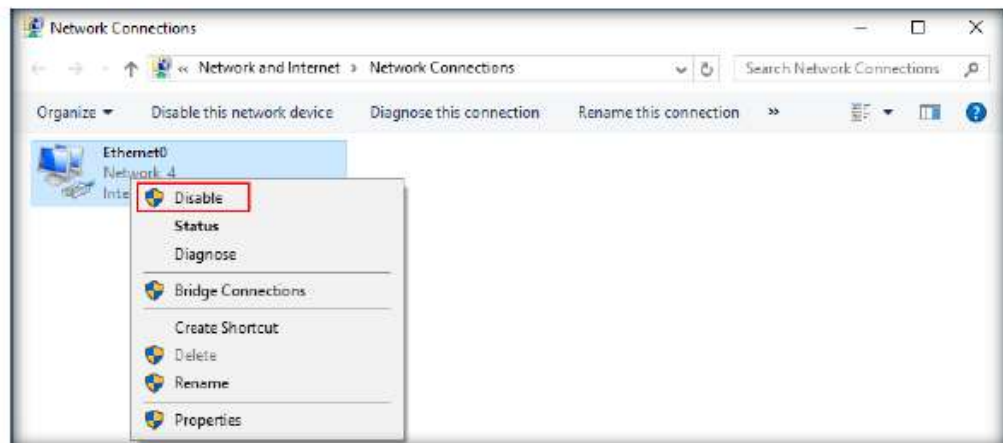 Network Connections
« Network and Internet > Network Connections
Search Network Connections
Organize Disable this network device Diagnose this connection Rename this connection »
Ethernet0
Network 4
Inte
Disable
Status
Diagnose
Bridge Connections
Create Shortcut
Delete
Rename
Properties